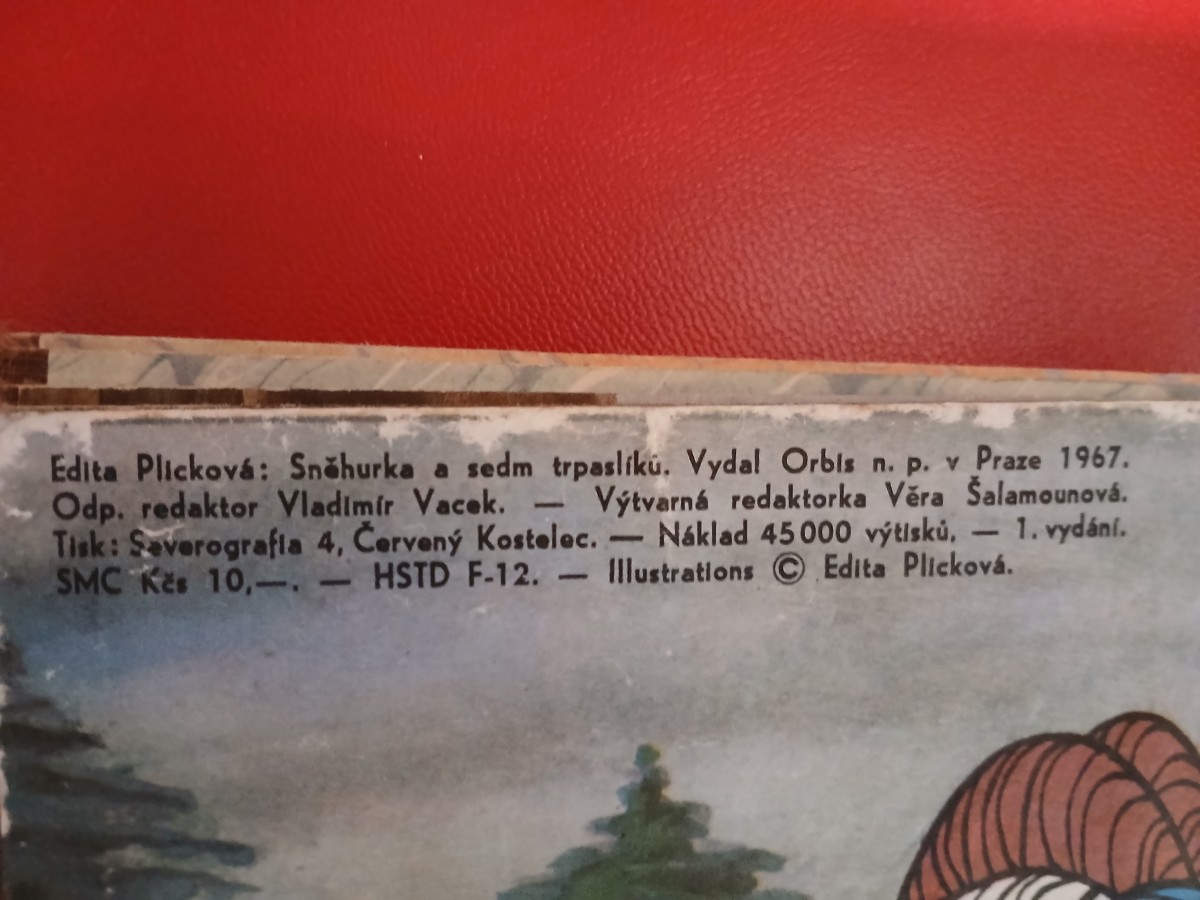 Edita Plicková: Sněhurka a sedm trpaslíků. Vydal Orbis n. p. v Praze 1967.
Odp. redaktor Vladimír Vacek. — Výtvarná redaktorka Věra Šalamounová.
Tisk: Severografia 4, Červený Kostelec. — Náklad 45 000 výtisků. — 1. vydání.
SMC Kčs 10,—. — HSTD F-12. — Illustrations © Edita Plicková.